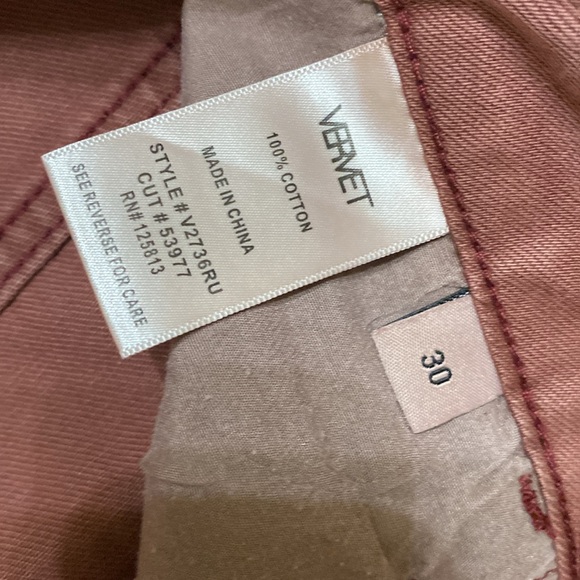 VERVET
100% COTTON
MADE IN CHINA
STYLE # V2736RU
CUT # 53977
RN# 125813
SEE REVERSE FOR CARE
30